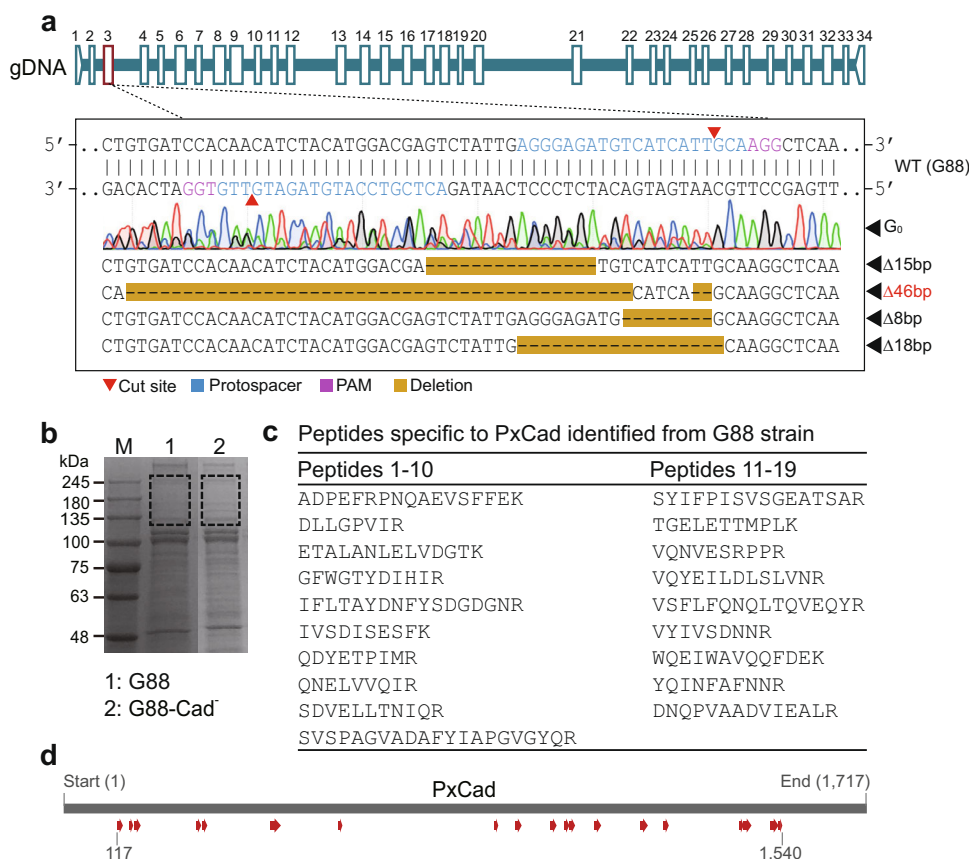 a
1 2 3 4 5 6 7 8 9 10 11 12 13 14 15 16 17 18 19 20 21 22 23 24 25 26 27 28 29 30 31 32 33 34
gDNA
5′ ..CTGTGATCCACAACATCTACATGGACGAGTCTATTGAGGGAGATGTCATCATTGCAAGGCTCAA.. 3′
WT (G88)
3′ ..GACACTAGGTGTTGTAGATGTACCTGCTCAGATAACTCCCTCTACAGTAGTAACGTTCCGAGTT.. 5′
G₀
CTGTGATCCACAACATCTACATGGACGA---------------TGTCATCATTGCAAGGCTCAA Δ15bp
CA--------------------------------------------CATCA--GCAAGGCTCAA Δ46bp
CTGTGATCCACAACATCTACATGGACGAGTCTATTGAGGGAGATG--------GCAAGGCTCAA Δ8bp
CTGTGATCCACAACATCTACATGGACGAGTCTATTG------------------CAAGGCTCAA Δ18bp
Cut site Protospacer PAM Deletion
b
kDa M 1 2
245
180
135
100
75
63
48
1: G88
2: G88-Cad⁻
c Peptides specific to PxCad identified from G88 strain
Peptides 1-10 Peptides 11-19
ADPEFRPNQAEVSFFEK SYIFPISVSGEATSAR
DLLGPVIR TGELETTMPLK
ETALANLELVDGTK VQNVESRPPR
GFWGTYDIHIR VQYEILDLSLVNR
IFLTAYDNFYSDGDGNR VSFLFQNQLTQVEQYR
IVSDISESFK VYIVSDNNR
QDYETPIMR WQEIWAVQQFDEK
QNELVVQIR YQINFAFNNR
SDVELLTNIQR DNQPVAADVIEALR
SVSPAGVADAFYIAPGVGYQR
d
Start (1) PxCad End (1,717)
117 1,540